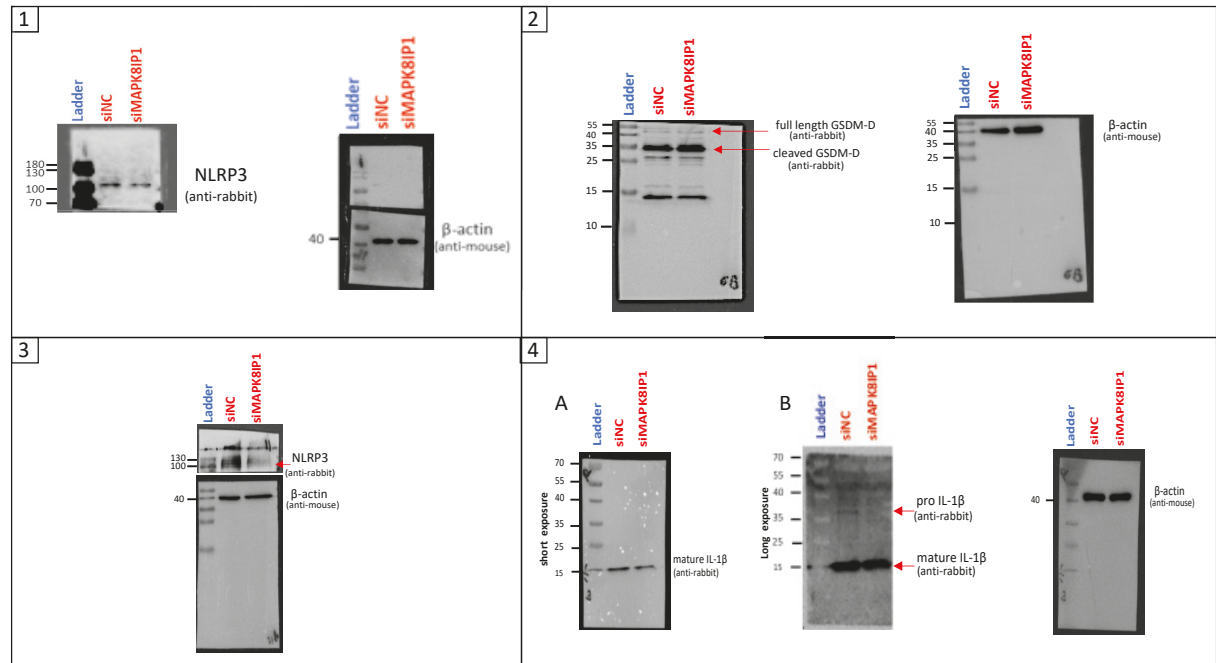 1
Ladder
siNC
siMAPK8IP1
180
130
100
70
NLRP3
(anti-rabbit)
Ladder
siNC
siMAPK8IP1
40
β-actin
(anti-mouse)
2
Ladder
siNC
siMAPK8IP1
55
40
35
25
15
10
full length GSDM-D
(anti-rabbit)
cleaved GSDM-D
(anti-rabbit)
Ladder
siNC
siMAPK8IP1
55
40
35
25
15
10
β-actin
(anti-mouse)
3
Ladder
siNC
siMAPK8IP1
130
100
NLRP3
(anti-rabbit)
40
β-actin
(anti-mouse)
4
A
Ladder
siNC
siMAPK8IP1
short exposure
70
55
40
35
25
15
mature IL-1β
(anti-rabbit)
B
Ladder
siNC
siMAPK8IP1
Long exposure
70
55
40
35
25
15
pro IL-1β
(anti-rabbit)
mature IL-1β
(anti-rabbit)
Ladder
siNC
siMAPK8IP1
40
β-actin
(anti-mouse)